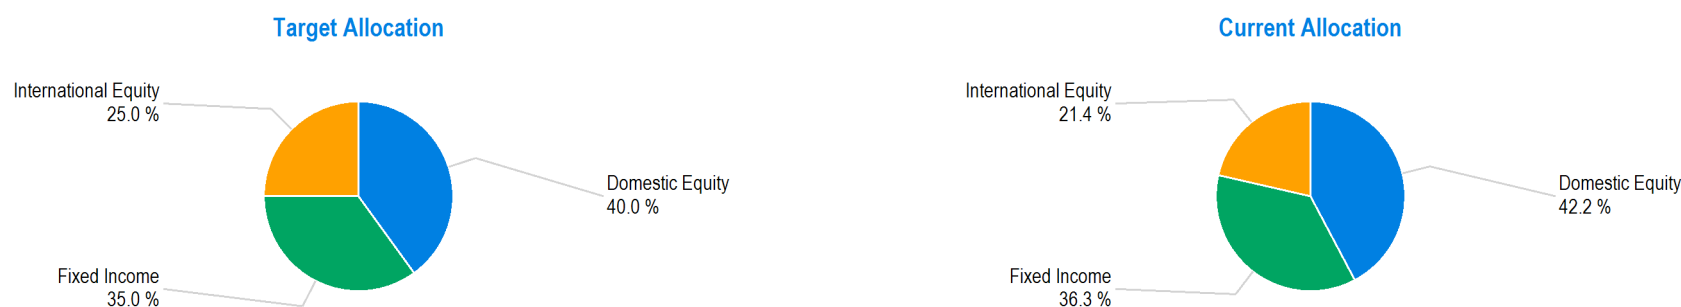 Target Allocation
International Equity
25.0 %
Domestic Equity
40.0 %
Fixed Income
35.0 %
Current Allocation
International Equity
21.4 %
Domestic Equity
42.2 %
Fixed Income
36.3 %